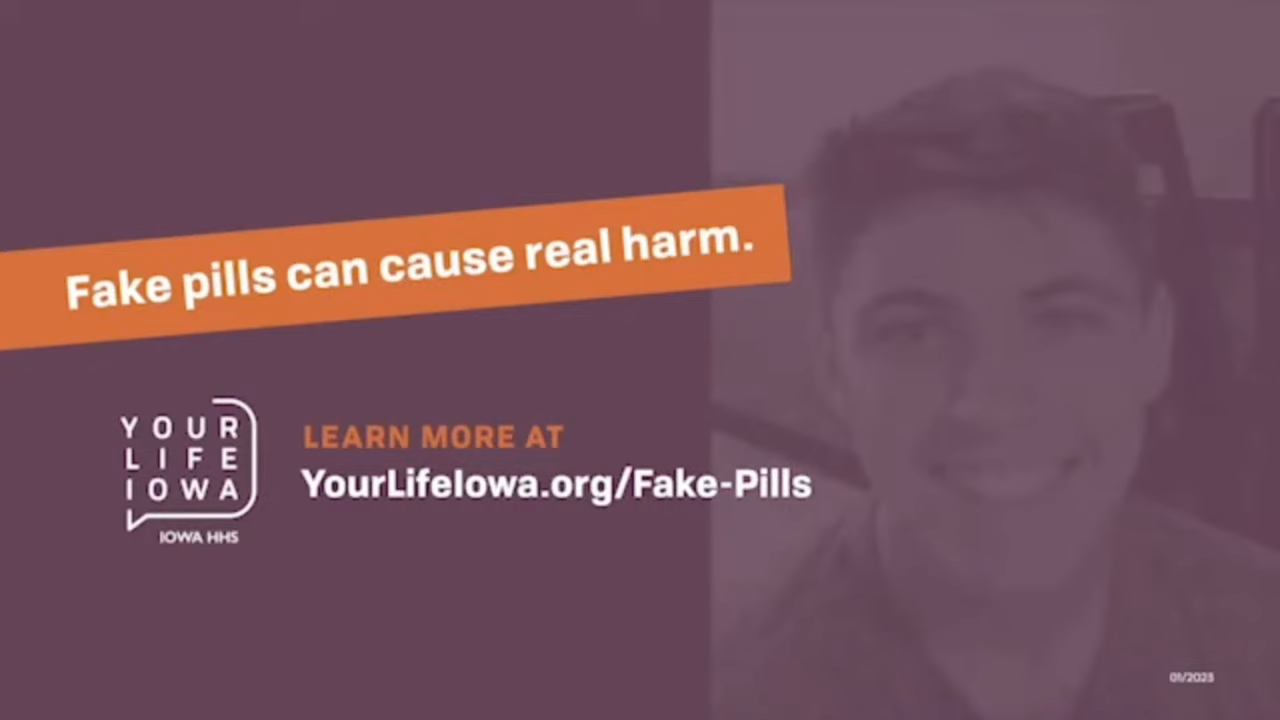 Fake pills can cause real harm.
YOUR
LIFE
IOWA
IOWA HHS
LEARN MORE AT
YourLifeIowa.org/Fake-Pills
01/2023